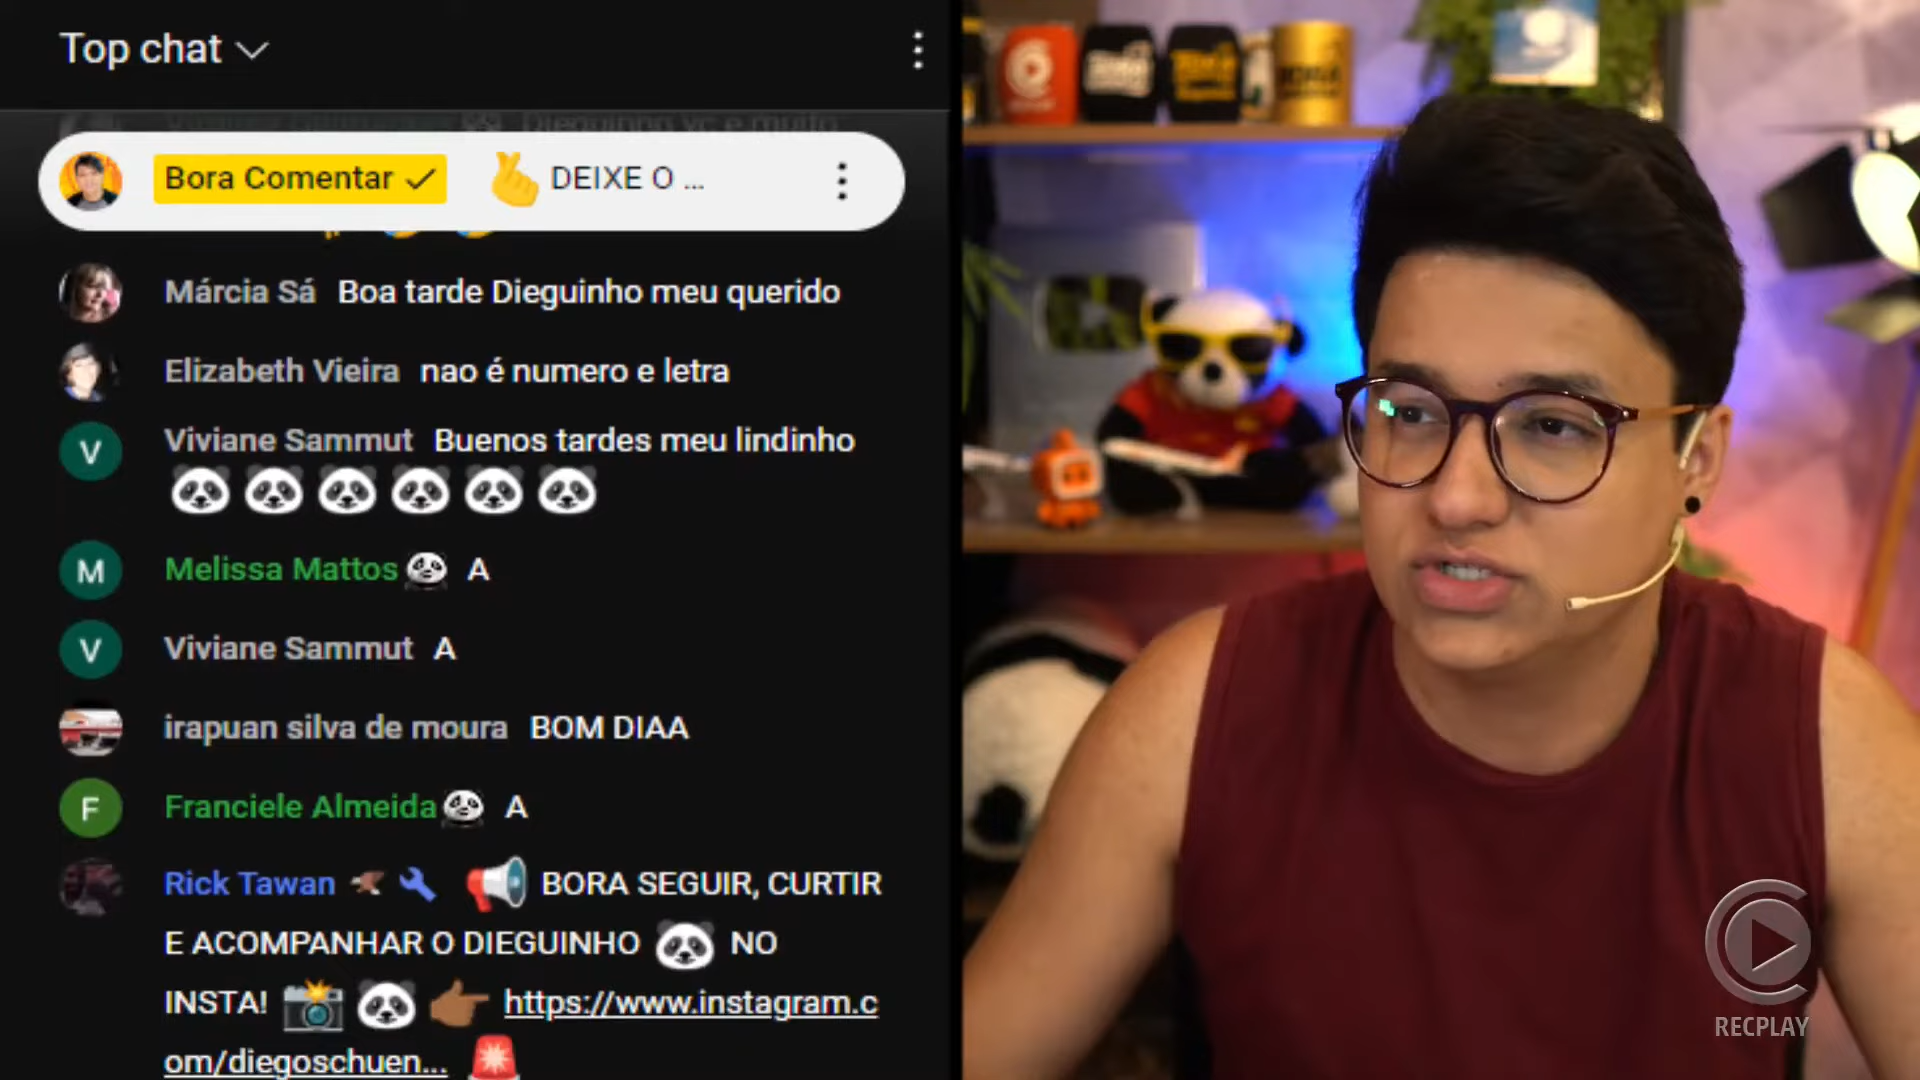 Top chat
Bora Comentar DEIXE O ...
Márcia Sá Boa tarde Dieguinho meu querido
Elizabeth Vieira nao é numero e letra
Viviane Sammut Buenos tardes meu lindinho
Melissa Mattos A
Viviane Sammut A
irapuan silva de moura BOM DIAA
Franciele Almeida A
Rick Tawan BORA SEGUIR, CURTIR
E ACOMPANHAR O DIEGUINHO NO
INSTA! https://www.instagram.c
om/diegoschuen...
V
M
V
F
RECPLAY